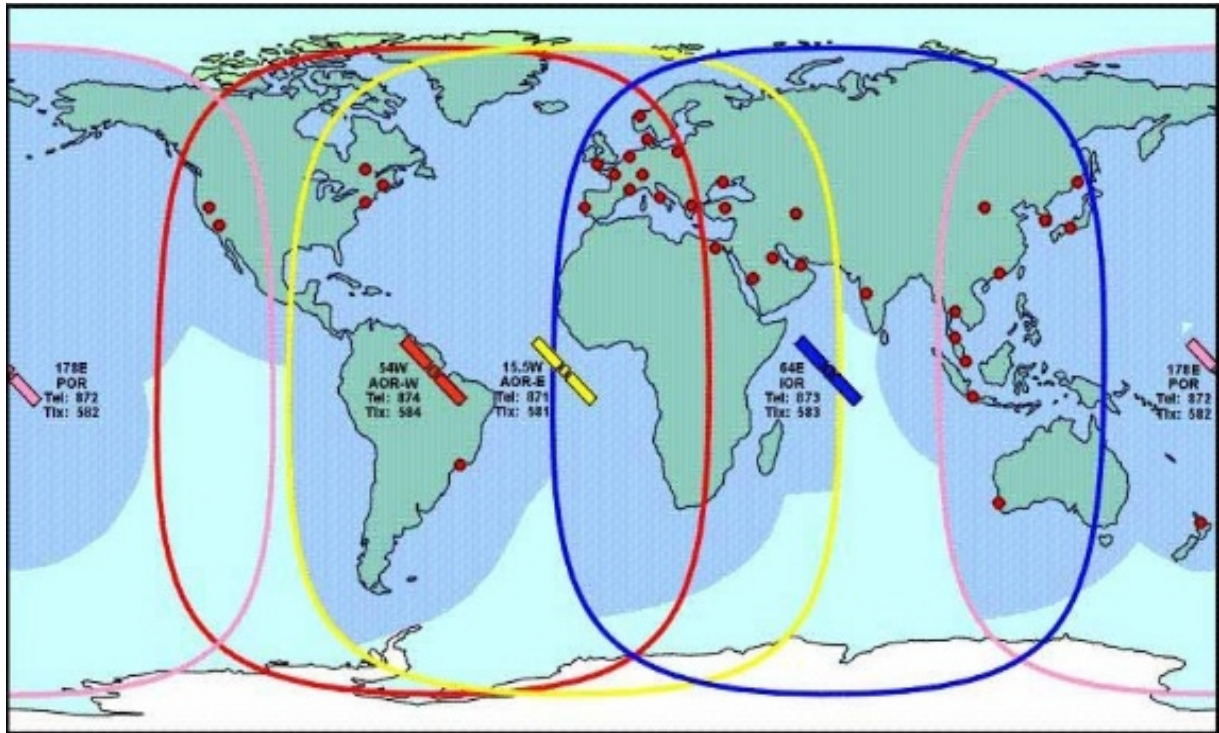 178E
POR
Tel: 872
Tlx: 582
54W
AOR-W
Tel: 874
Tlx: 584
15.5W
AOR-E
Tel: 871
Tlx: 581
64E
IOR
Tel: 873
Tlx: 583
178E
POR
Tel: 872
Tlx: 582